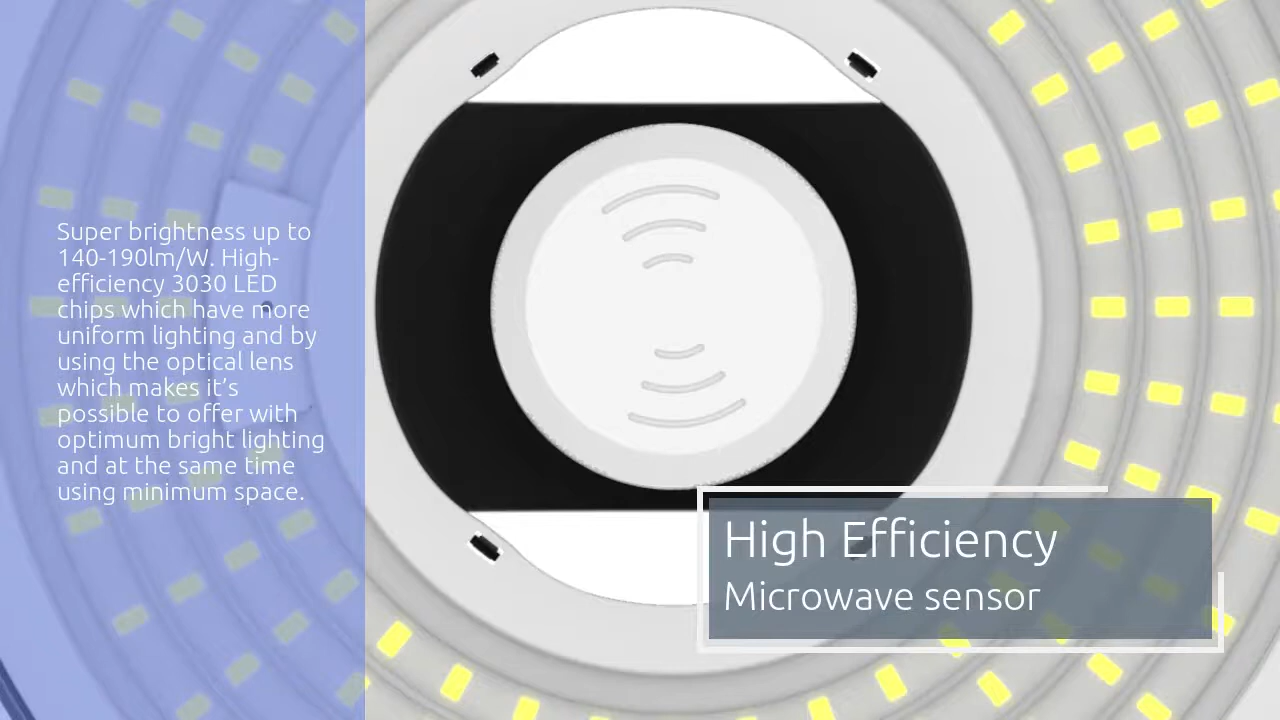 Super brightness up to
140-190lm/W. High-
efficiency 3030 LED
chips which have more
uniform lighting and by
using the optical lens
which makes it’s
possible to offer with
optimum bright lighting
and at the same time
using minimum space.
High Efficiency
Microwave sensor